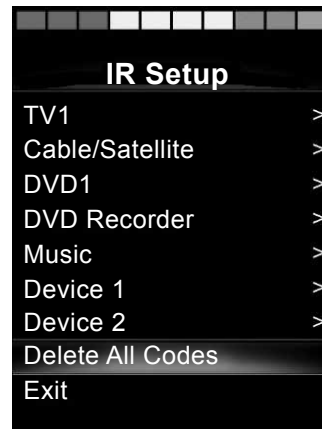 IR Setup
TV1 >
Cable/Satellite >
DVD1 >
DVD Recorder >
Music >
Device 1 >
Device 2 >
Delete All Codes
Exit